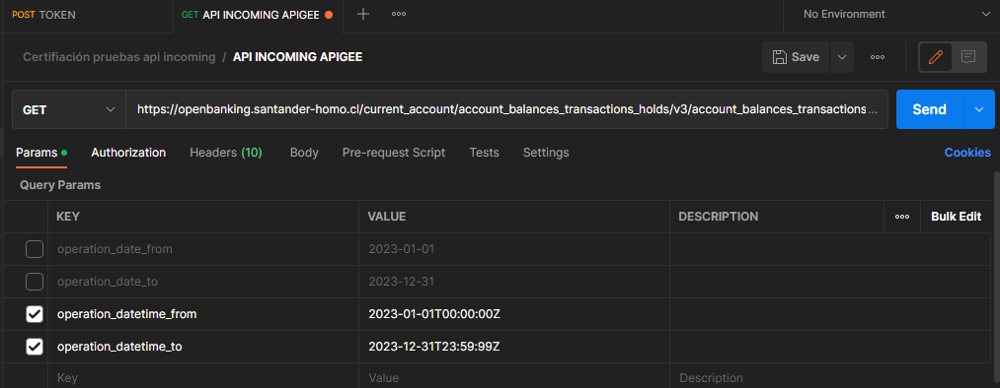 POST TOKEN
GET API INCOMING APIGEE
No Environment
Certifiación pruebas api incoming / API INCOMING APIGEE
Save
GET
https://openbanking.santander-homo.cl/current_account/account_balances_transactions_holds/v3/account_balances_transactions...
Send
Params
Authorization
Headers (10)
Body
Pre-request Script
Tests
Settings
Cookies
Query Params
KEY VALUE DESCRIPTION Bulk Edit
operation_date_from 2023-01-01
operation_date_to 2023-12-31
operation_datetime_from 2023-01-01T00:00:00Z
operation_datetime_to 2023-12-31T23:59:99Z
Key Value Description